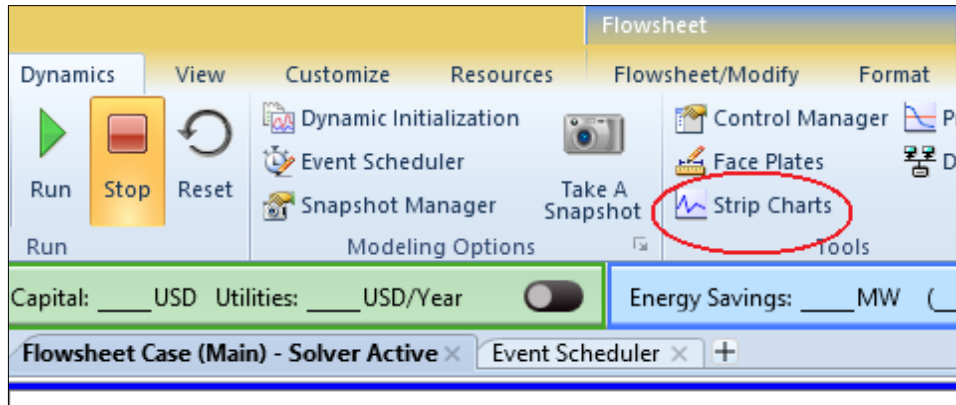 Flowsheet
Dynamics View Customize Resources Flowsheet/Modify Format
Dynamic Initialization Control Manager
Event Scheduler Face Plates
Run Stop Reset Take A
Snapshot Manager Snapshot Strip Charts
Run Modeling Options Tools
Capital: ____USD Utilities: ____USD/Year Energy Savings: ____MW (__
Flowsheet Case (Main) - Solver Active Event Scheduler +